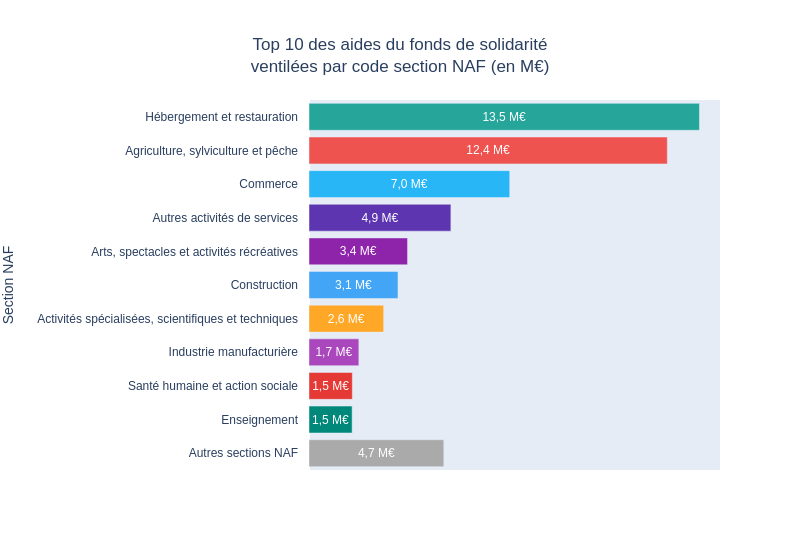 Top 10 des aides du fonds de solidarité
ventilées par code section NAF (en M€)
Section NAF
Hébergement et restauration 13,5 M€
Agriculture, sylviculture et pêche 12,4 M€
Commerce 7,0 M€
Autres activités de services 4,9 M€
Arts, spectacles et activités récréatives 3,4 M€
Construction 3,1 M€
Activités spécialisées, scientifiques et techniques 2,6 M€
Industrie manufacturière 1,7 M€
Santé humaine et action sociale 1,5 M€
Enseignement 1,5 M€
Autres sections NAF 4,7 M€